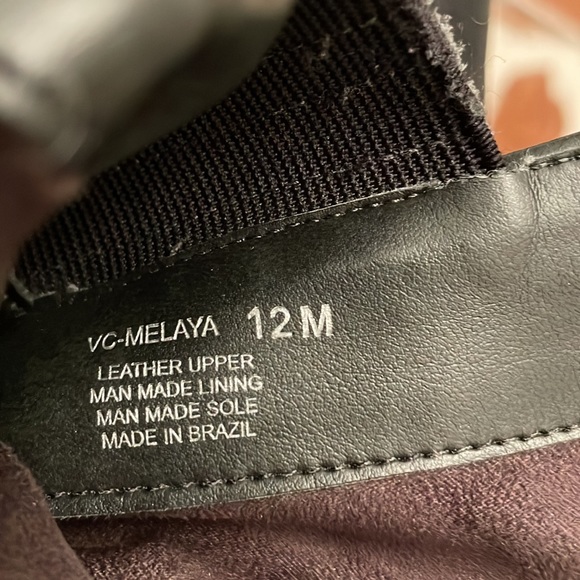 VC-MELAYA 12 M
LEATHER UPPER
MAN MADE LINING
MAN MADE SOLE
MADE IN BRAZIL